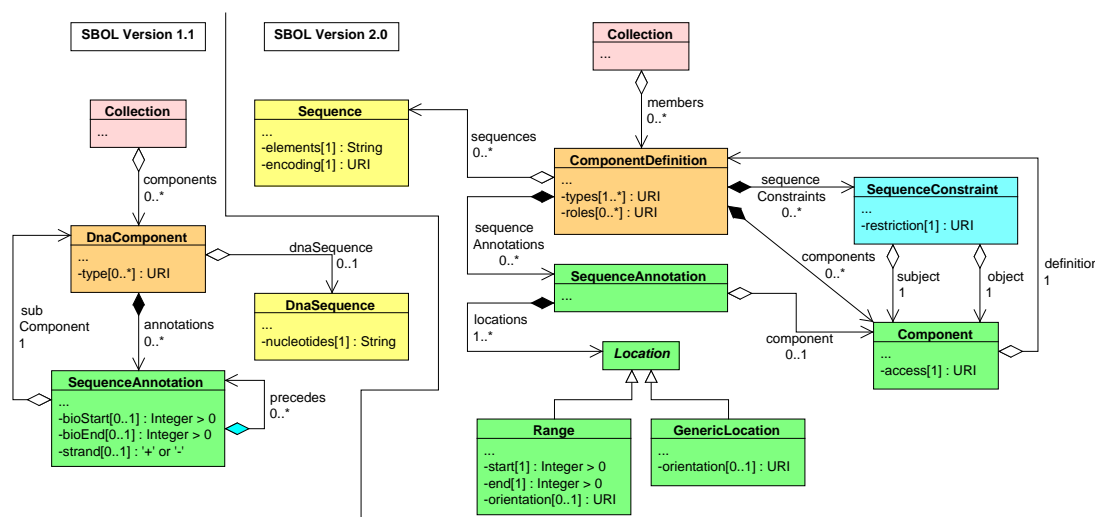 SBOL Version 1.1
SBOL Version 2.0
Collection
...
components
0..*
DnaComponent
...
-type[0..*] : URI
dnaSequence
0..1
DnaSequence
...
-nucleotides[1] : String
sub
Component
1
annotations
0..*
SequenceAnnotation
...
-bioStart[0..1] : Integer > 0
-bioEnd[0..1] : Integer > 0
-strand[0..1] : '+' or '-'
precedes
0..*
Collection
...
members
0..*
Sequence
...
-elements[1] : String
-encoding[1] : URI
sequences
0..*
ComponentDefinition
...
-types[1..*] : URI
-roles[0..*] : URI
sequence
Constraints
0..*
SequenceConstraint
...
-restriction[1] : URI
sequence
Annotations
0..*
components
0..*
subject
1
object
1
definition
1
SequenceAnnotation
...
locations
1..*
component
0..1
Component
...
-access[1] : URI
Location
Range
...
-start[1] : Integer > 0
-end[1] : Integer > 0
-orientation[0..1] : URI
GenericLocation
...
-orientation[0..1] : URI